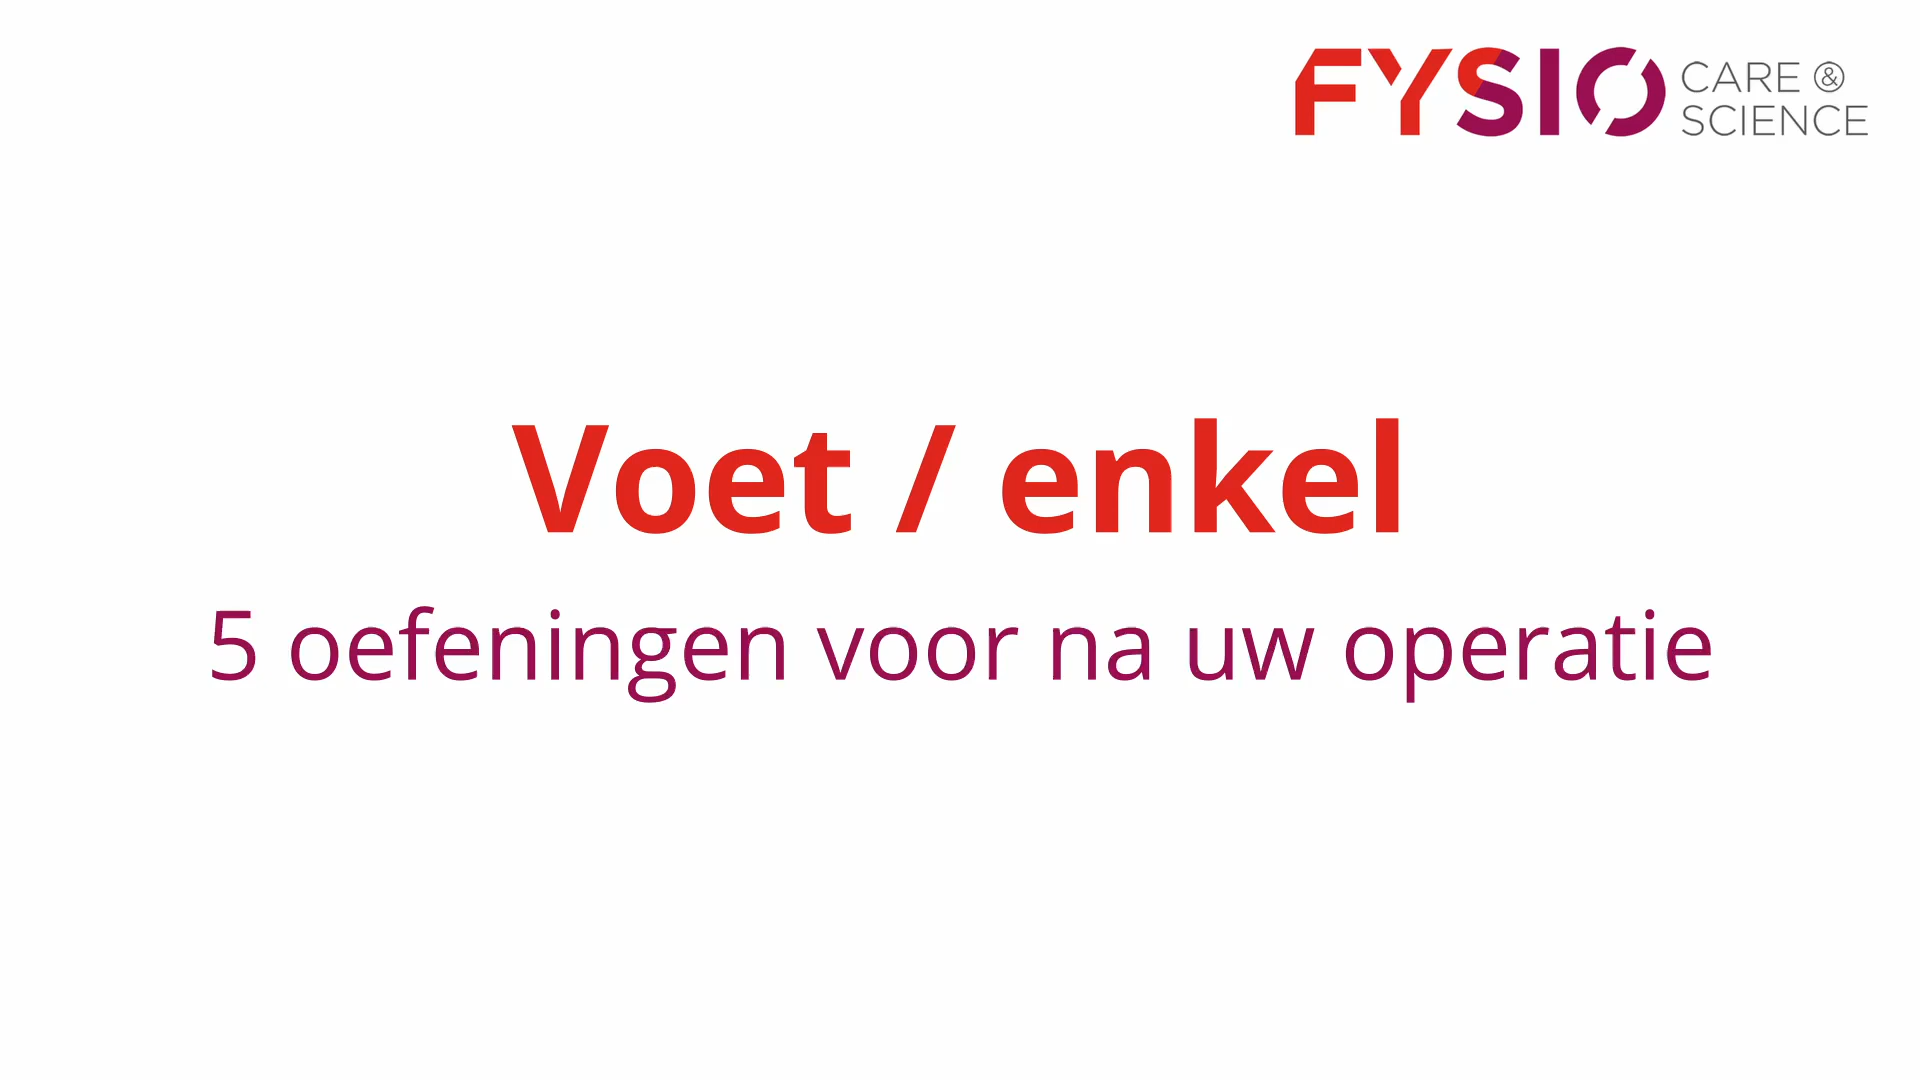 FYSIO CARE &
SCIENCE
Voet / enkel
5 oefeningen voor na uw operatie